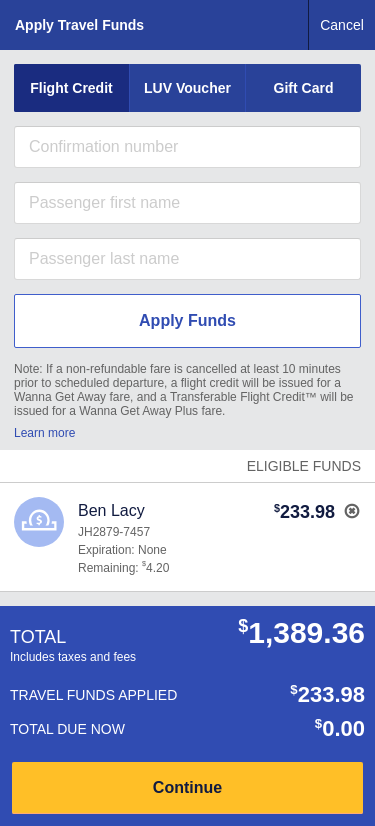 Apply Travel Funds
Cancel
Flight Credit
LUV Voucher
Gift Card
Confirmation number
Passenger first name
Passenger last name
Apply Funds
Note: If a non-refundable fare is cancelled at least 10 minutes
prior to scheduled departure, a flight credit will be issued for a
Wanna Get Away fare, and a Transferable Flight Credit™ will be
issued for a Wanna Get Away Plus fare.
Learn more
ELIGIBLE FUNDS
Ben Lacy
$233.98
JH2879-7457
Expiration: None
Remaining: $4.20
TOTAL
$1,389.36
Includes taxes and fees
TRAVEL FUNDS APPLIED
$233.98
TOTAL DUE NOW
$0.00
Continue